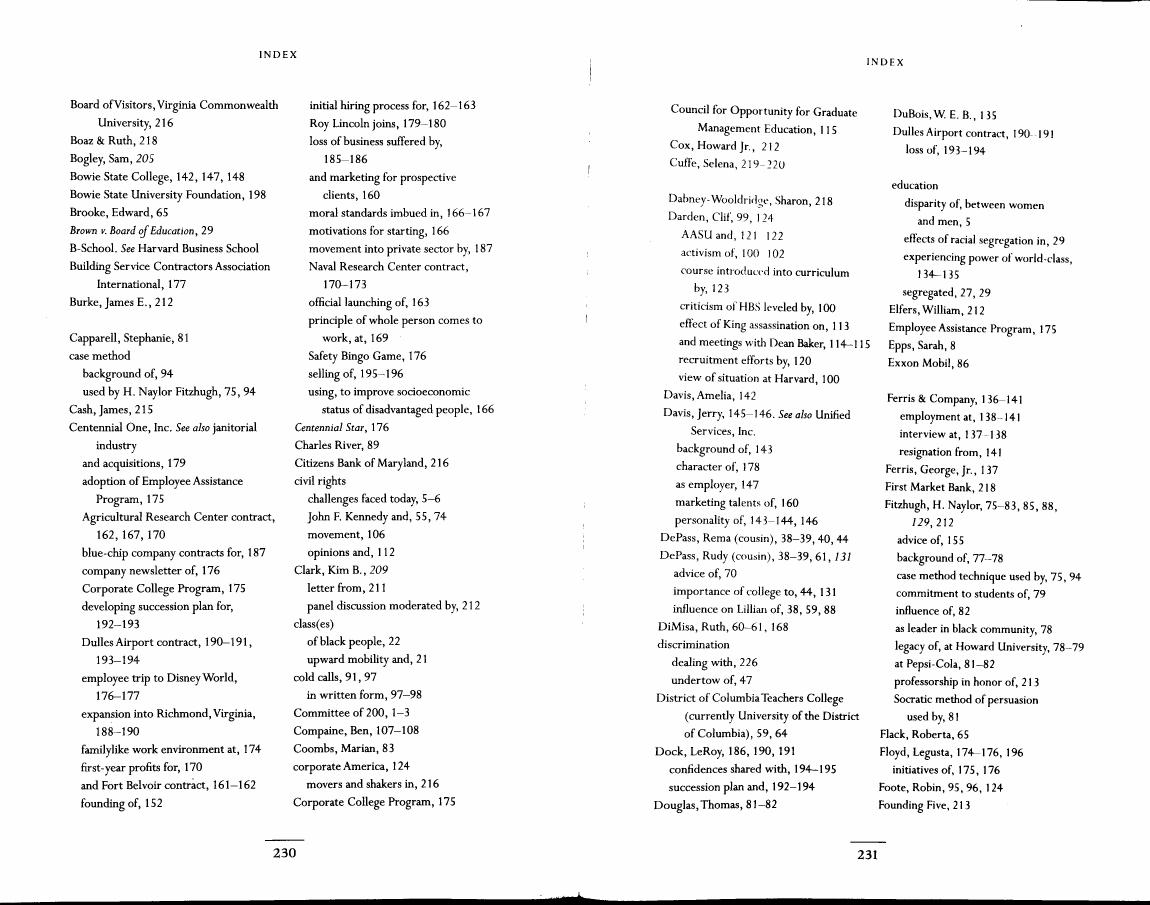 INDEX
Board of Visitors, Virginia Commonwealth
University, 216
Boaz & Ruth, 218
Bogley, Sam, 205
Bowie State College, 142, 147, 148
Bowie State University Foundation, 198
Brooke, Edward, 65
Brown v. Board of Education, 29
B-School. See Harvard Business School
Building Service Contractors Association
International, 177
Burke, James E., 212
Capparell, Stephanie, 81
case method
background of, 94
used by H. Naylor Fitzhugh, 75, 94
Cash, James, 215
Centennial One, Inc. See also janitorial
industry
and acquisitions, 179
adoption of Employee Assistance
Program, 175
Agricultural Research Center contract,
162, 167, 170
blue-chip company contracts for, 187
company newsletter of, 176
Corporate College Program, 175
developing succession plan for,
192–193
Dulles Airport contract, 190–191,
193–194
employee trip to Disney World,
176–177
expansion into Richmond, Virginia,
188–190
familylike work environment at, 174
first-year profits for, 170
and Fort Belvoir contract, 161–162
founding of, 152
initial hiring process for, 162–163
Roy Lincoln joins, 179–180
loss of business suffered by,
185–186
and marketing for prospective
clients, 160
moral standards imbued in, 166–167
motivations for starting, 166
movement into private sector by, 187
Naval Research Center contract,
170–173
official launching of, 163
principle of whole person comes to
work, at, 169
Safety Bingo Game, 176
selling of, 195–196
using, to improve socioeconomic
status of disadvantaged people, 166
Centennial Star, 176
Charles River, 89
Citizens Bank of Maryland, 216
civil rights
challenges faced today, 5–6
John F. Kennedy and, 55, 74
movement, 106
opinions and, 112
Clark, Kim B., 209
letter from, 211
panel discussion moderated by, 212
class(es)
of black people, 22
upward mobility and, 21
cold calls, 91, 97
in written form, 97–98
Committee of 200, 1–3
Compaine, Ben, 107–108
Coombs, Marian, 83
corporate America, 124
movers and shakers in, 216
Corporate College Program, 175
230
INDEX
Council for Opportunity for Graduate
Management Education, 115
Cox, Howard Jr., 212
Cuffe, Selena, 219–220
Dabney-Wooldridge, Sharon, 218
Darden, Clif, 99, 124
AASU and, 121 122
activism of, 100 102
course introduced into curriculum
by, 123
criticism of HBS leveled by, 100
effect of King assassination on, 113
and meetings with Dean Baker, 114–115
recruitment efforts by, 120
view of situation at Harvard, 100
Davis, Amelia, 142
Davis, Jerry, 145–146. See also Unified
Services, Inc.
background of, 143
character of, 178
as employer, 147
marketing talents of, 160
personality of, 143–144, 146
DePass, Rema (cousin), 38–39, 40, 44
DePass, Rudy (cousin), 38–39, 61, 131
advice of, 70
importance of college to, 44, 131
influence on Lillian of, 38, 59, 88
DiMisa, Ruth, 60–61, 168
discrimination
dealing with, 226
undertow of, 47
District of Columbia Teachers College
(currently University of the District
of Columbia), 59, 64
Dock, LeRoy, 186, 190, 191
confidences shared with, 194–195
succession plan and, 192–194
Douglas, Thomas, 81–82
DuBois, W. E. B., 135
Dulles Airport contract, 190–191
loss of, 193–194
education
disparity of, between women
and men, 5
effects of racial segregation in, 29
experiencing power of world-class,
134–135
segregated, 27, 29
Elfers, William, 212
Employee Assistance Program, 175
Epps, Sarah, 8
Exxon Mobil, 86
Ferris & Company, 136–141
employment at, 138–141
interview at, 137–138
resignation from, 141
Ferris, George, Jr., 137
First Market Bank, 218
Fitzhugh, H. Naylor, 75–83, 85, 88,
129, 212
advice of, 155
background of, 77–78
case method technique used by, 75, 94
commitment to students of, 79
influence of, 82
as leader in black community, 78
legacy of, at Howard University, 78–79
at Pepsi-Cola, 81–82
professorship in honor of, 213
Socratic method of persuasion
used by, 81
Flack, Roberta, 65
Floyd, Legusta, 174–176, 196
initiatives of, 175, 176
Foote, Robin, 95, 96, 124
Founding Five, 213
231